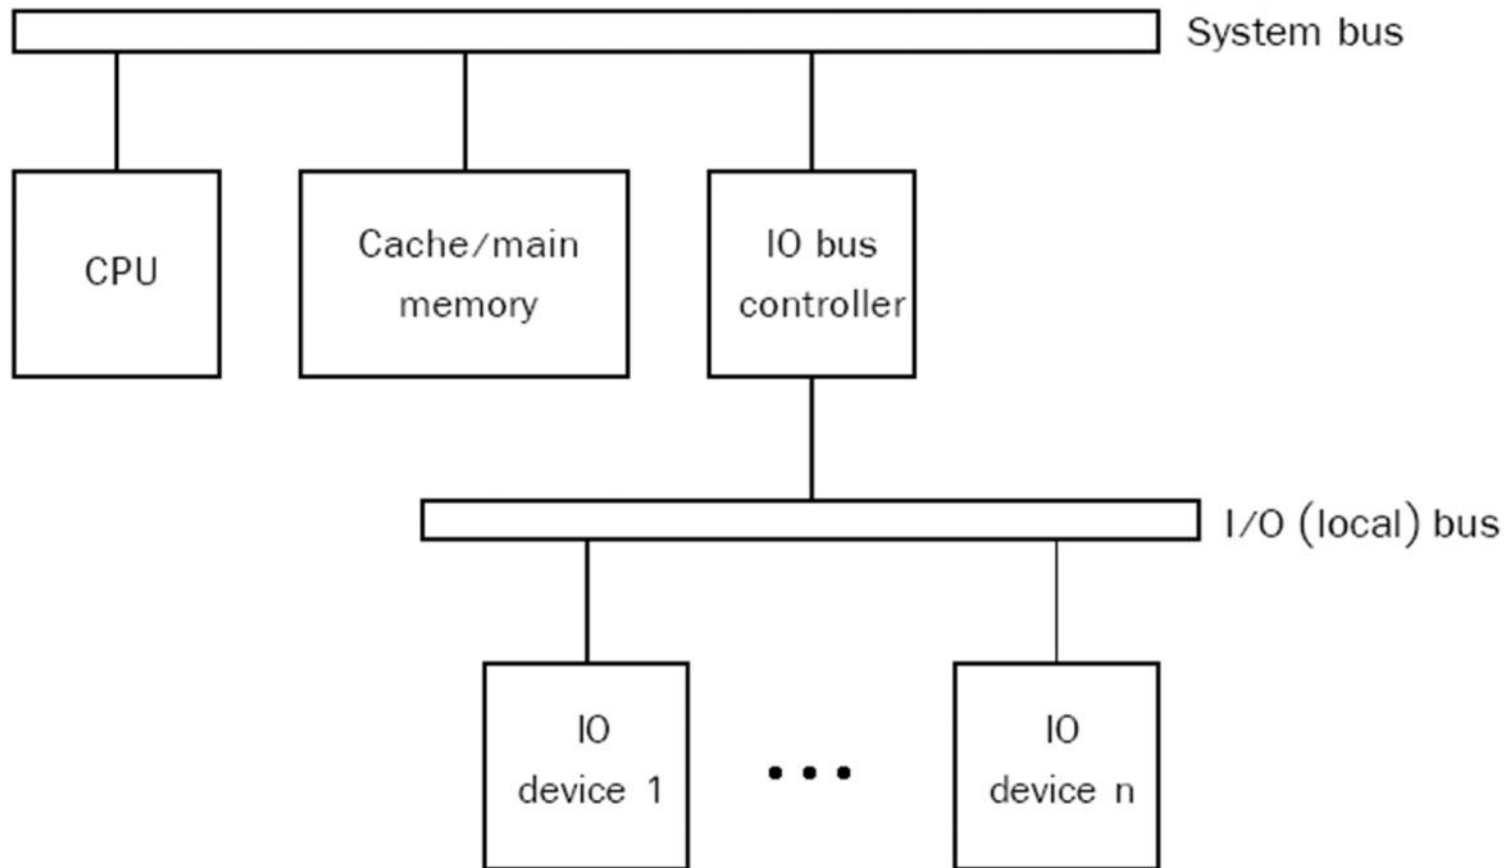 System bus
CPU
Cache/main
memory
IO bus
controller
I/O (local) bus
IO
device 1
...
IO
device n